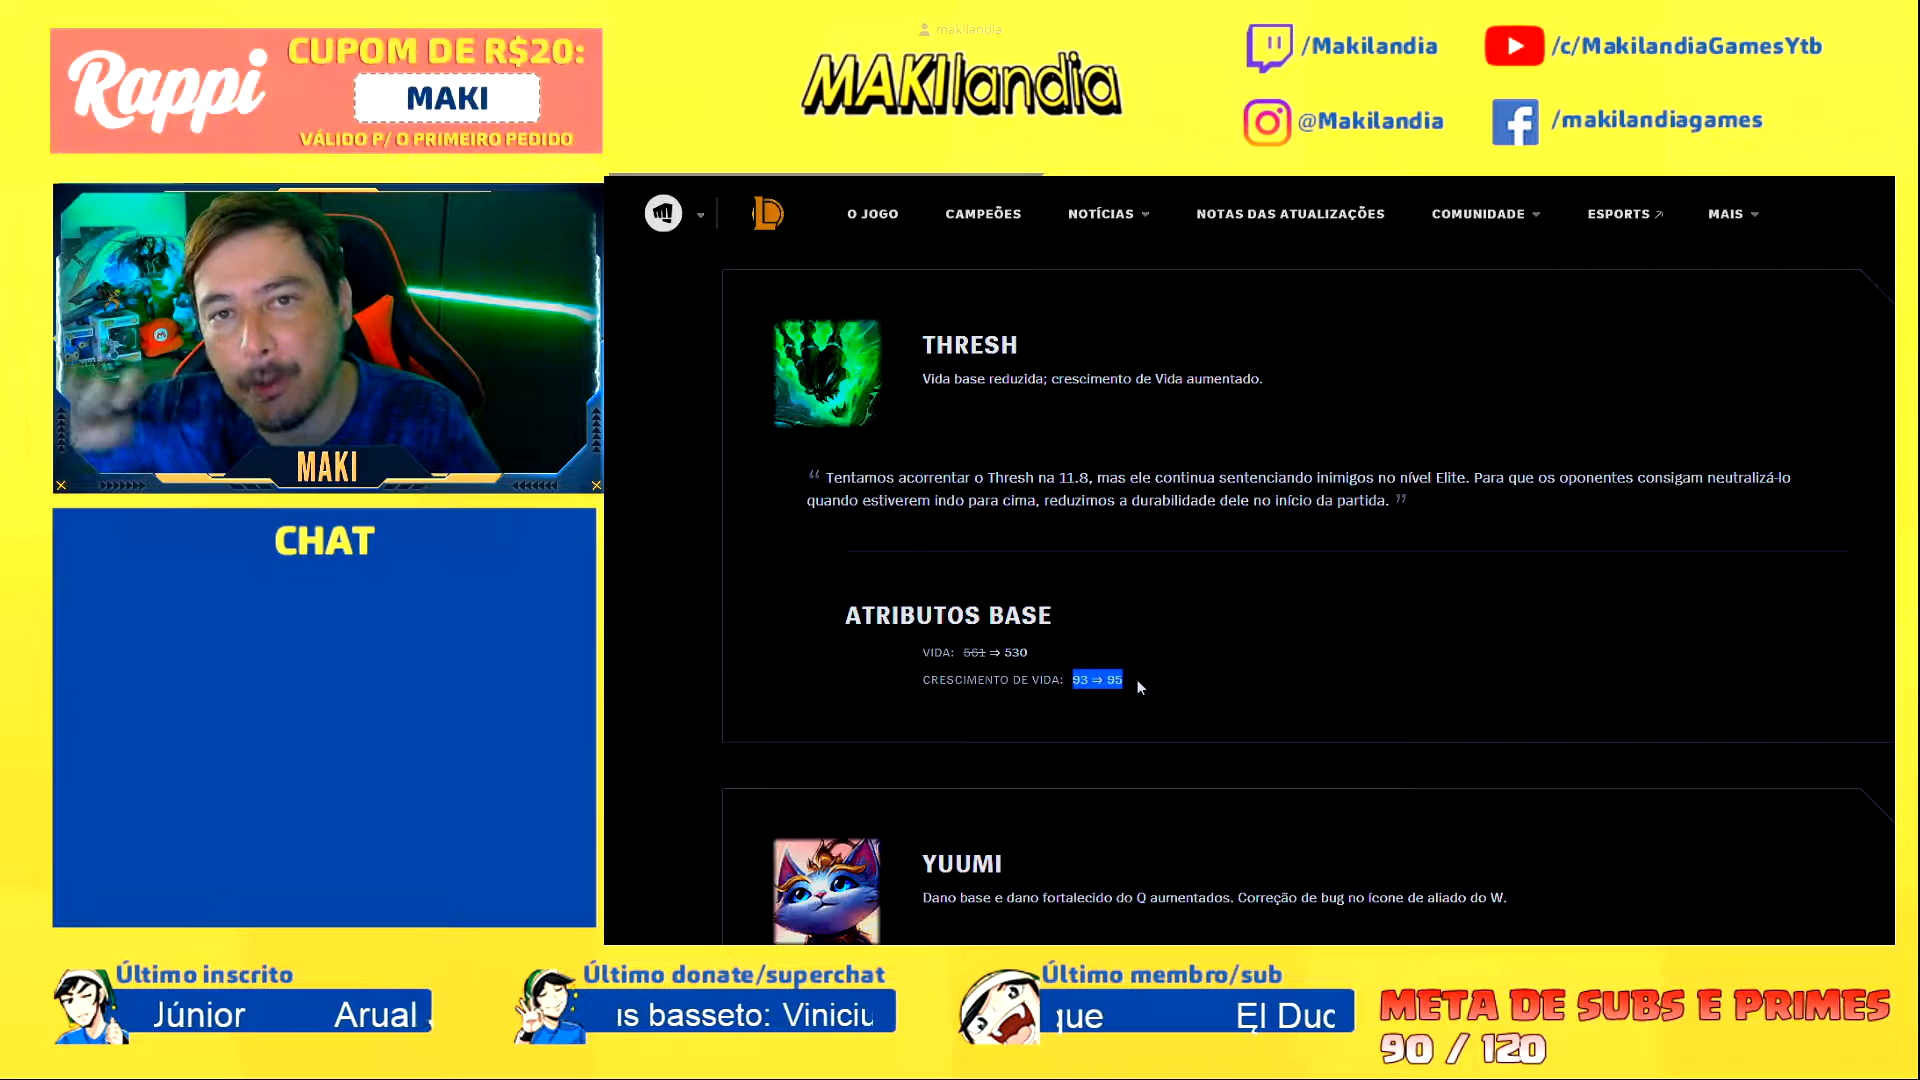 Rappi
CUPOM DE R$20:
MAKI
VÁLIDO P/ O PRIMEIRO PEDIDO
makilandia
MAKIlandia
/Makilandia
/c/MakilandiaGamesYtb
@Makilandia
/makilandiagames
O JOGO
CAMPEÕES
NOTÍCIAS
NOTAS DAS ATUALIZAÇÕES
COMUNIDADE
ESPORTS
MAIS
MAKI
CHAT
THRESH
Vida base reduzida; crescimento de Vida aumentado.
“ Tentamos acorrentar o Thresh na 11.8, mas ele continua sentenciando inimigos no nível Elite. Para que os oponentes consigam neutralizá-lo
quando estiverem indo para cima, reduzimos a durabilidade dele no início da partida. ”
ATRIBUTOS BASE
VIDA: 561 ⇒ 530
CRESCIMENTO DE VIDA: 93 ⇒ 95
YUUMI
Dano base e dano fortalecido do Q aumentados. Correção de bug no ícone de aliado do W.
Último inscrito
Júnior Arual
Último donate/superchat
us basseto: Viniciu
Último membro/sub
que El Duc
META DE SUBS E PRIMES
90 / 120